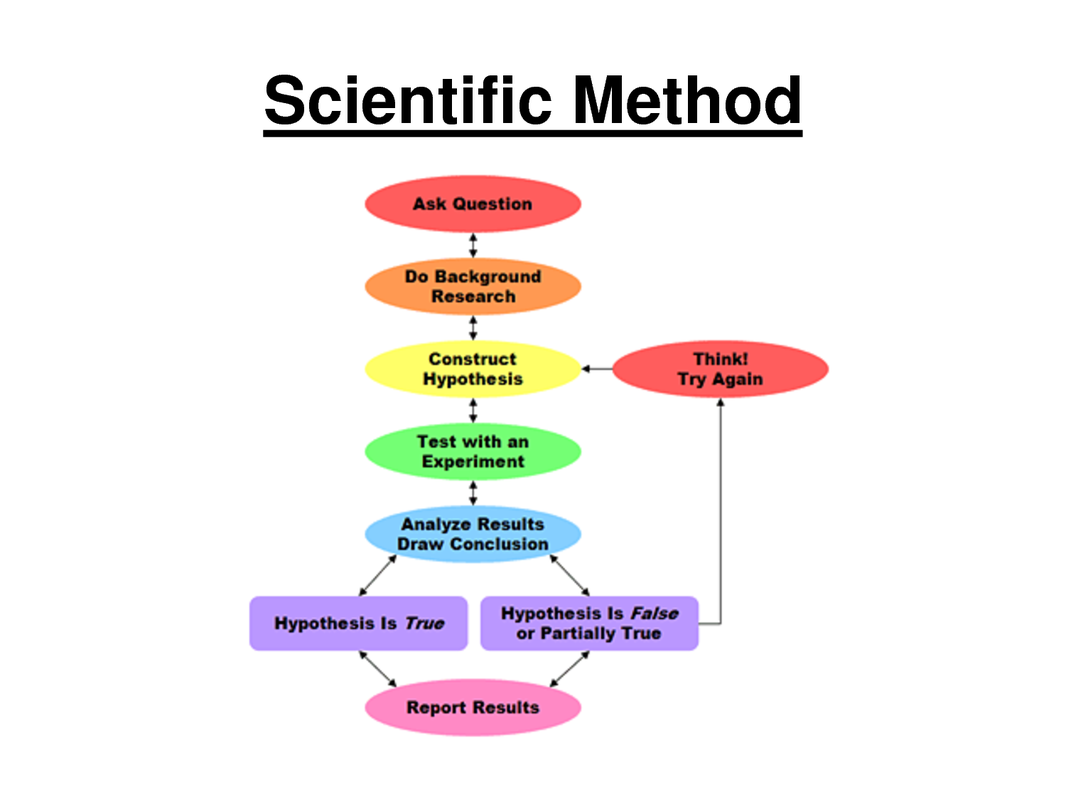 Scientific Method
Ask Question
Do Background
Research
Construct
Hypothesis
Think!
Try Again
Test with an
Experiment
Analyze Results
Draw Conclusion
Hypothesis Is True
Hypothesis Is False
or Partially True
Report Results